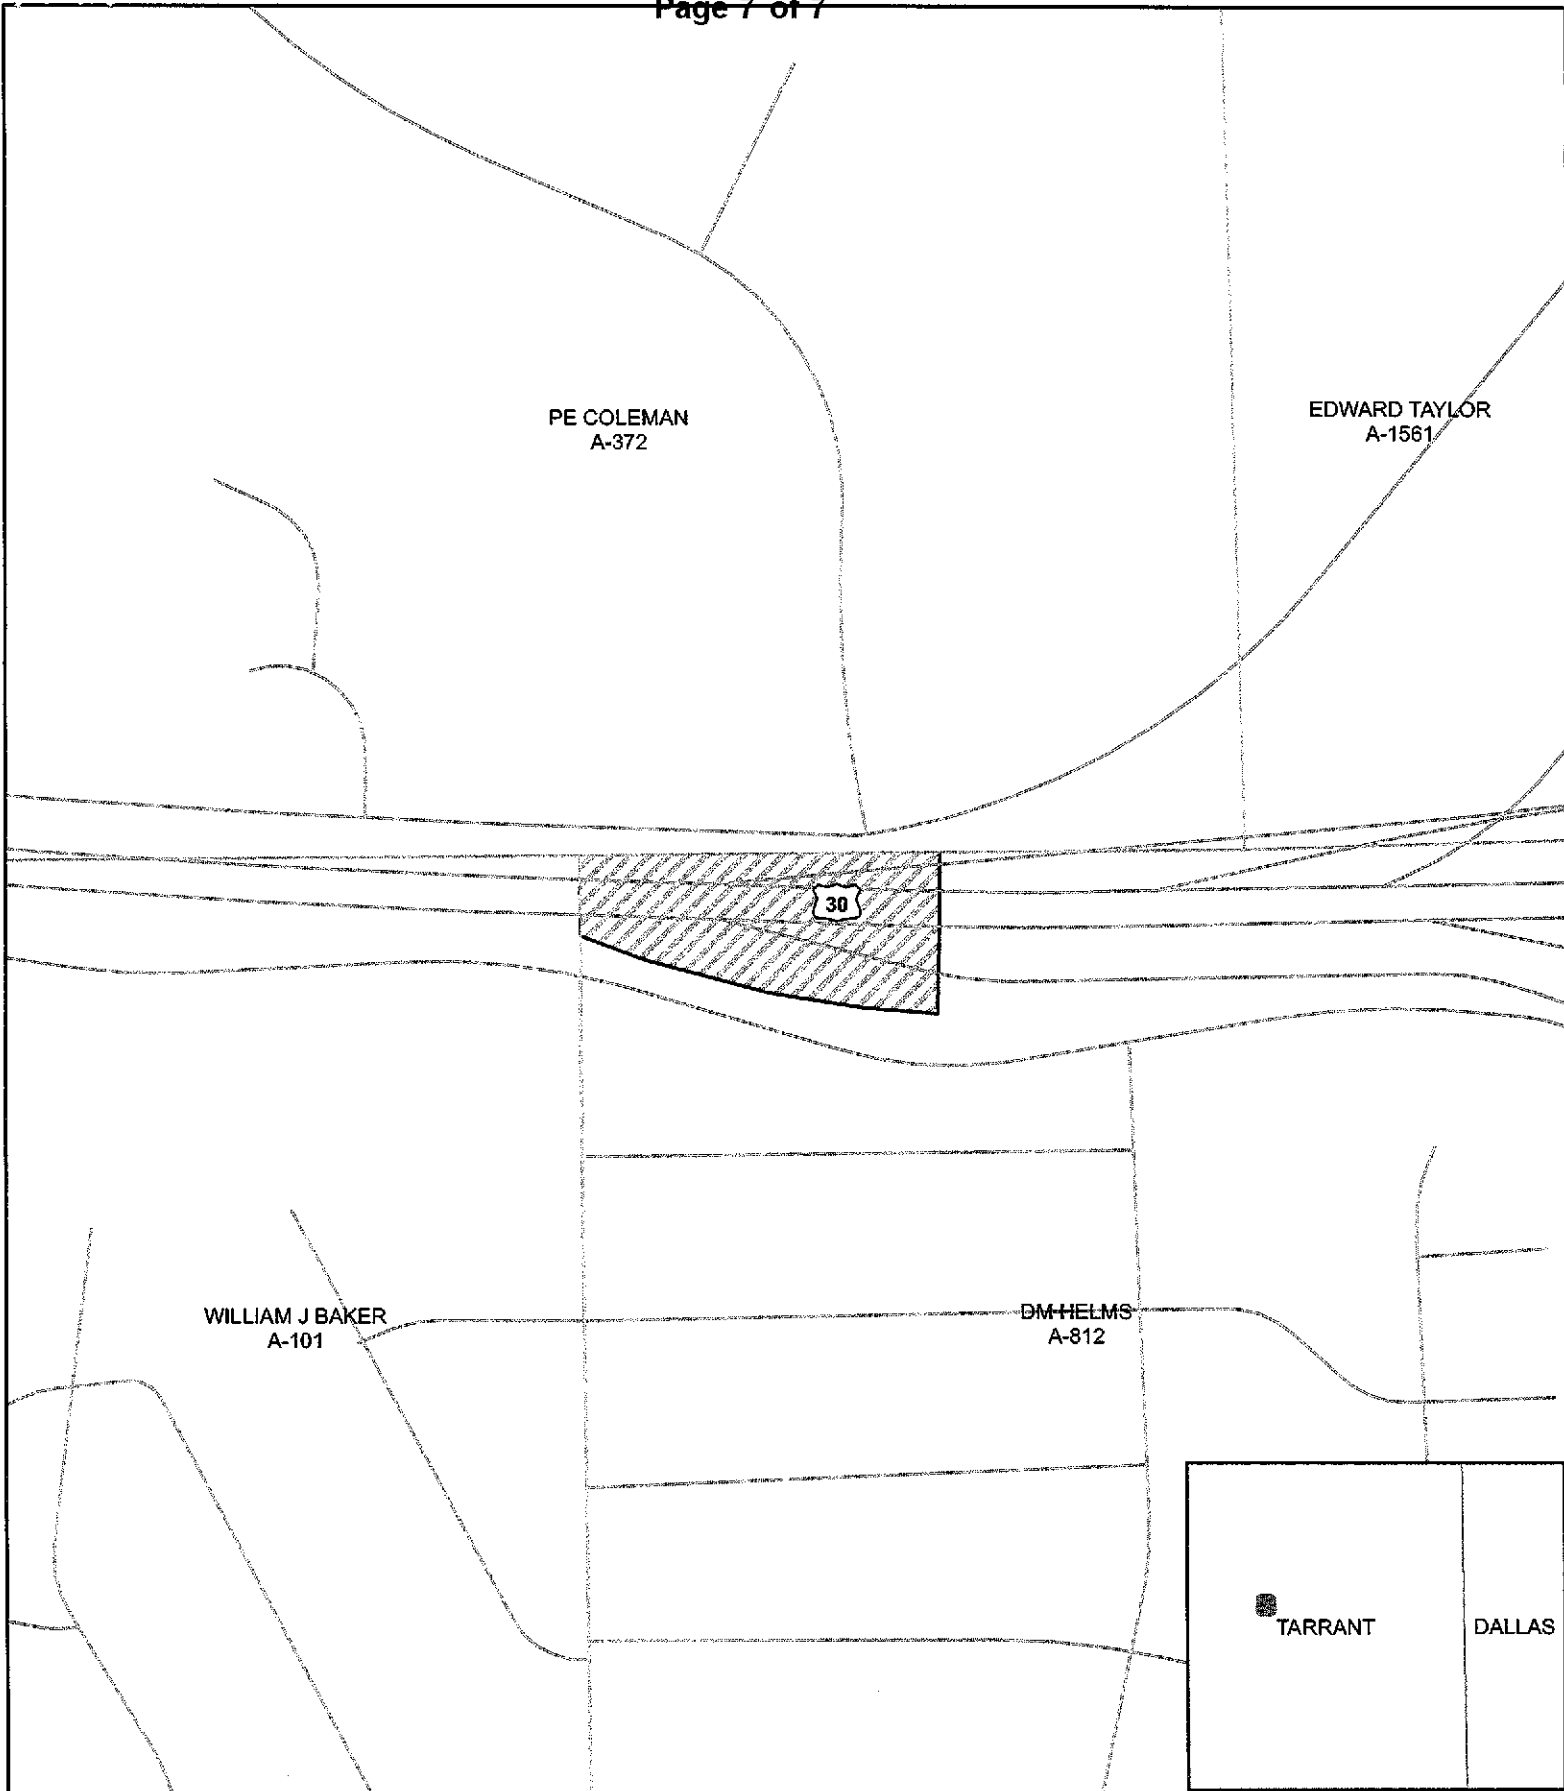 Page 7 of 7
PE COLEMAN
A-372
EDWARD TAYLOR
A-1561
30
WILLIAM J BAKER
A-101
DM HELMS
A-812
TARRANT
DALLAS